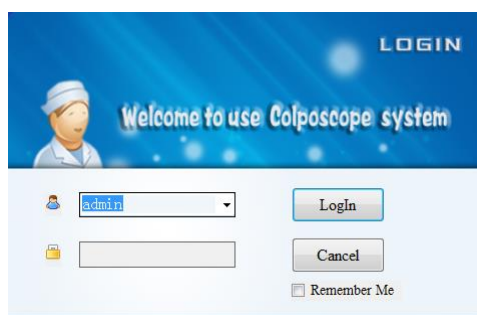 LOGIN
Welcome to use Colposcope system
admin
LogIn
Cancel
Remember Me